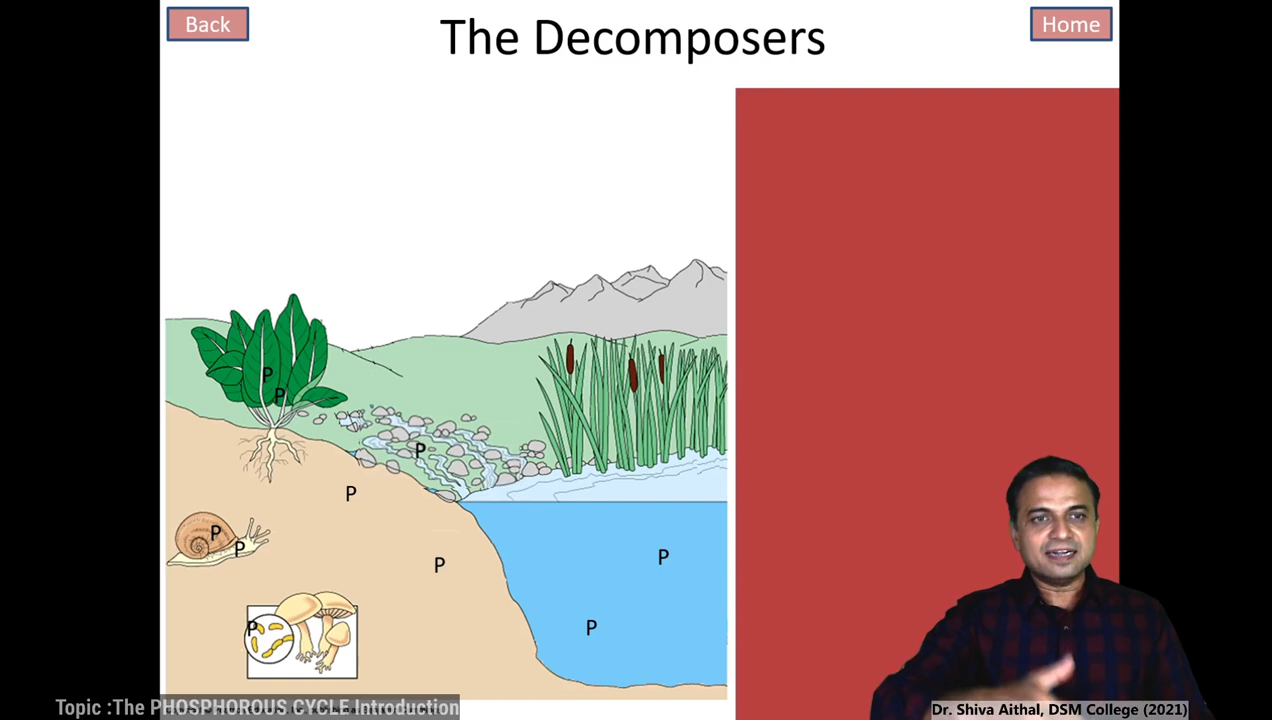 Back
The Decomposers
Home
P
P
P
P
P
P
P
P
P
P
Topic :The PHOSPHOROUS CYCLE Introduction
Dr. Shiva Aithal, DSM College (2021)